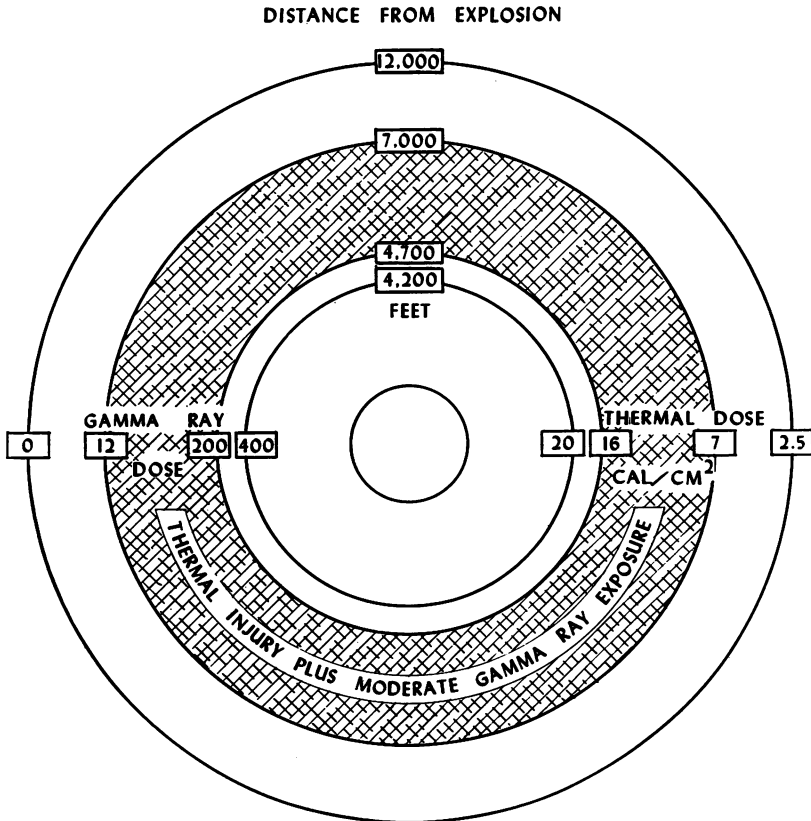 DISTANCE FROM EXPLOSION
12,000
7,000
4,700
4,200
FEET
GAMMA RAY
DOSE
0
12
200
400
THERMAL DOSE
20
16
7
2.5
CAL/CM²
THERMAL INJURY PLUS MODERATE GAMMA RAY EXPOSURE